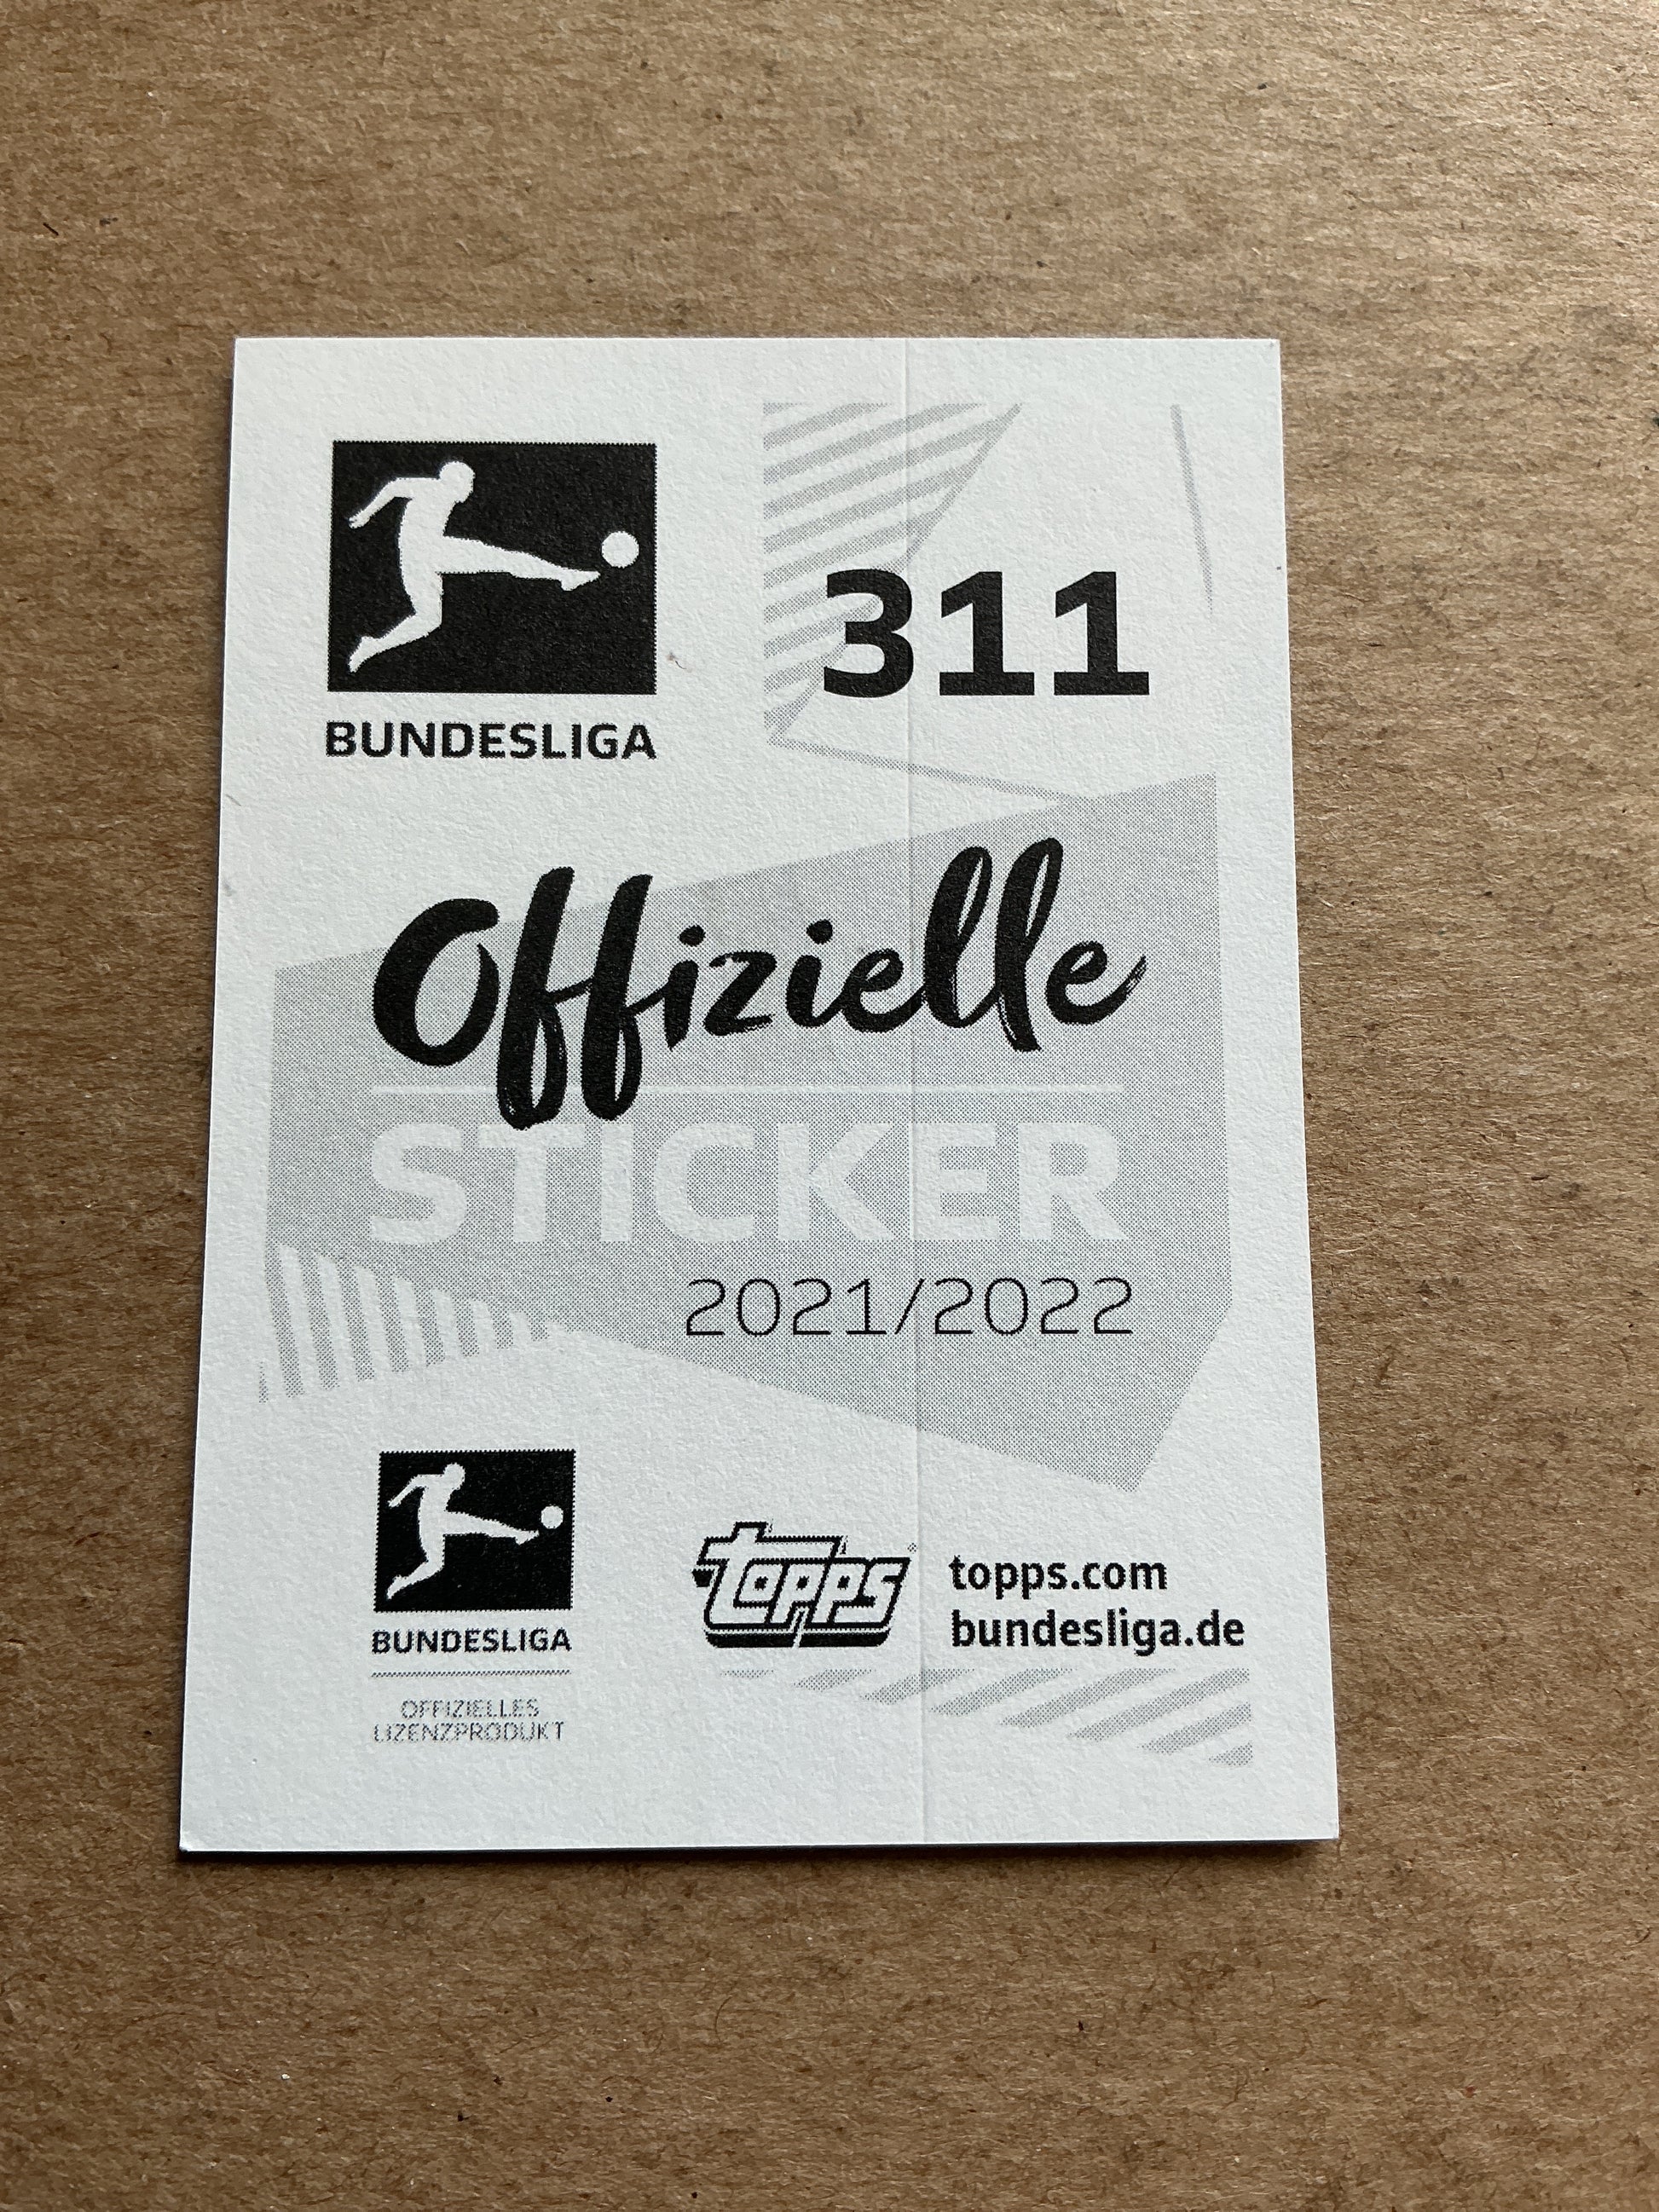 BUNDESLIGA
311
Offizielle
STICKER
2021/2022
BUNDESLIGA
OFFIZIELLES
LIZENZPRODUKT
topps
topps.com
bundesliga.de